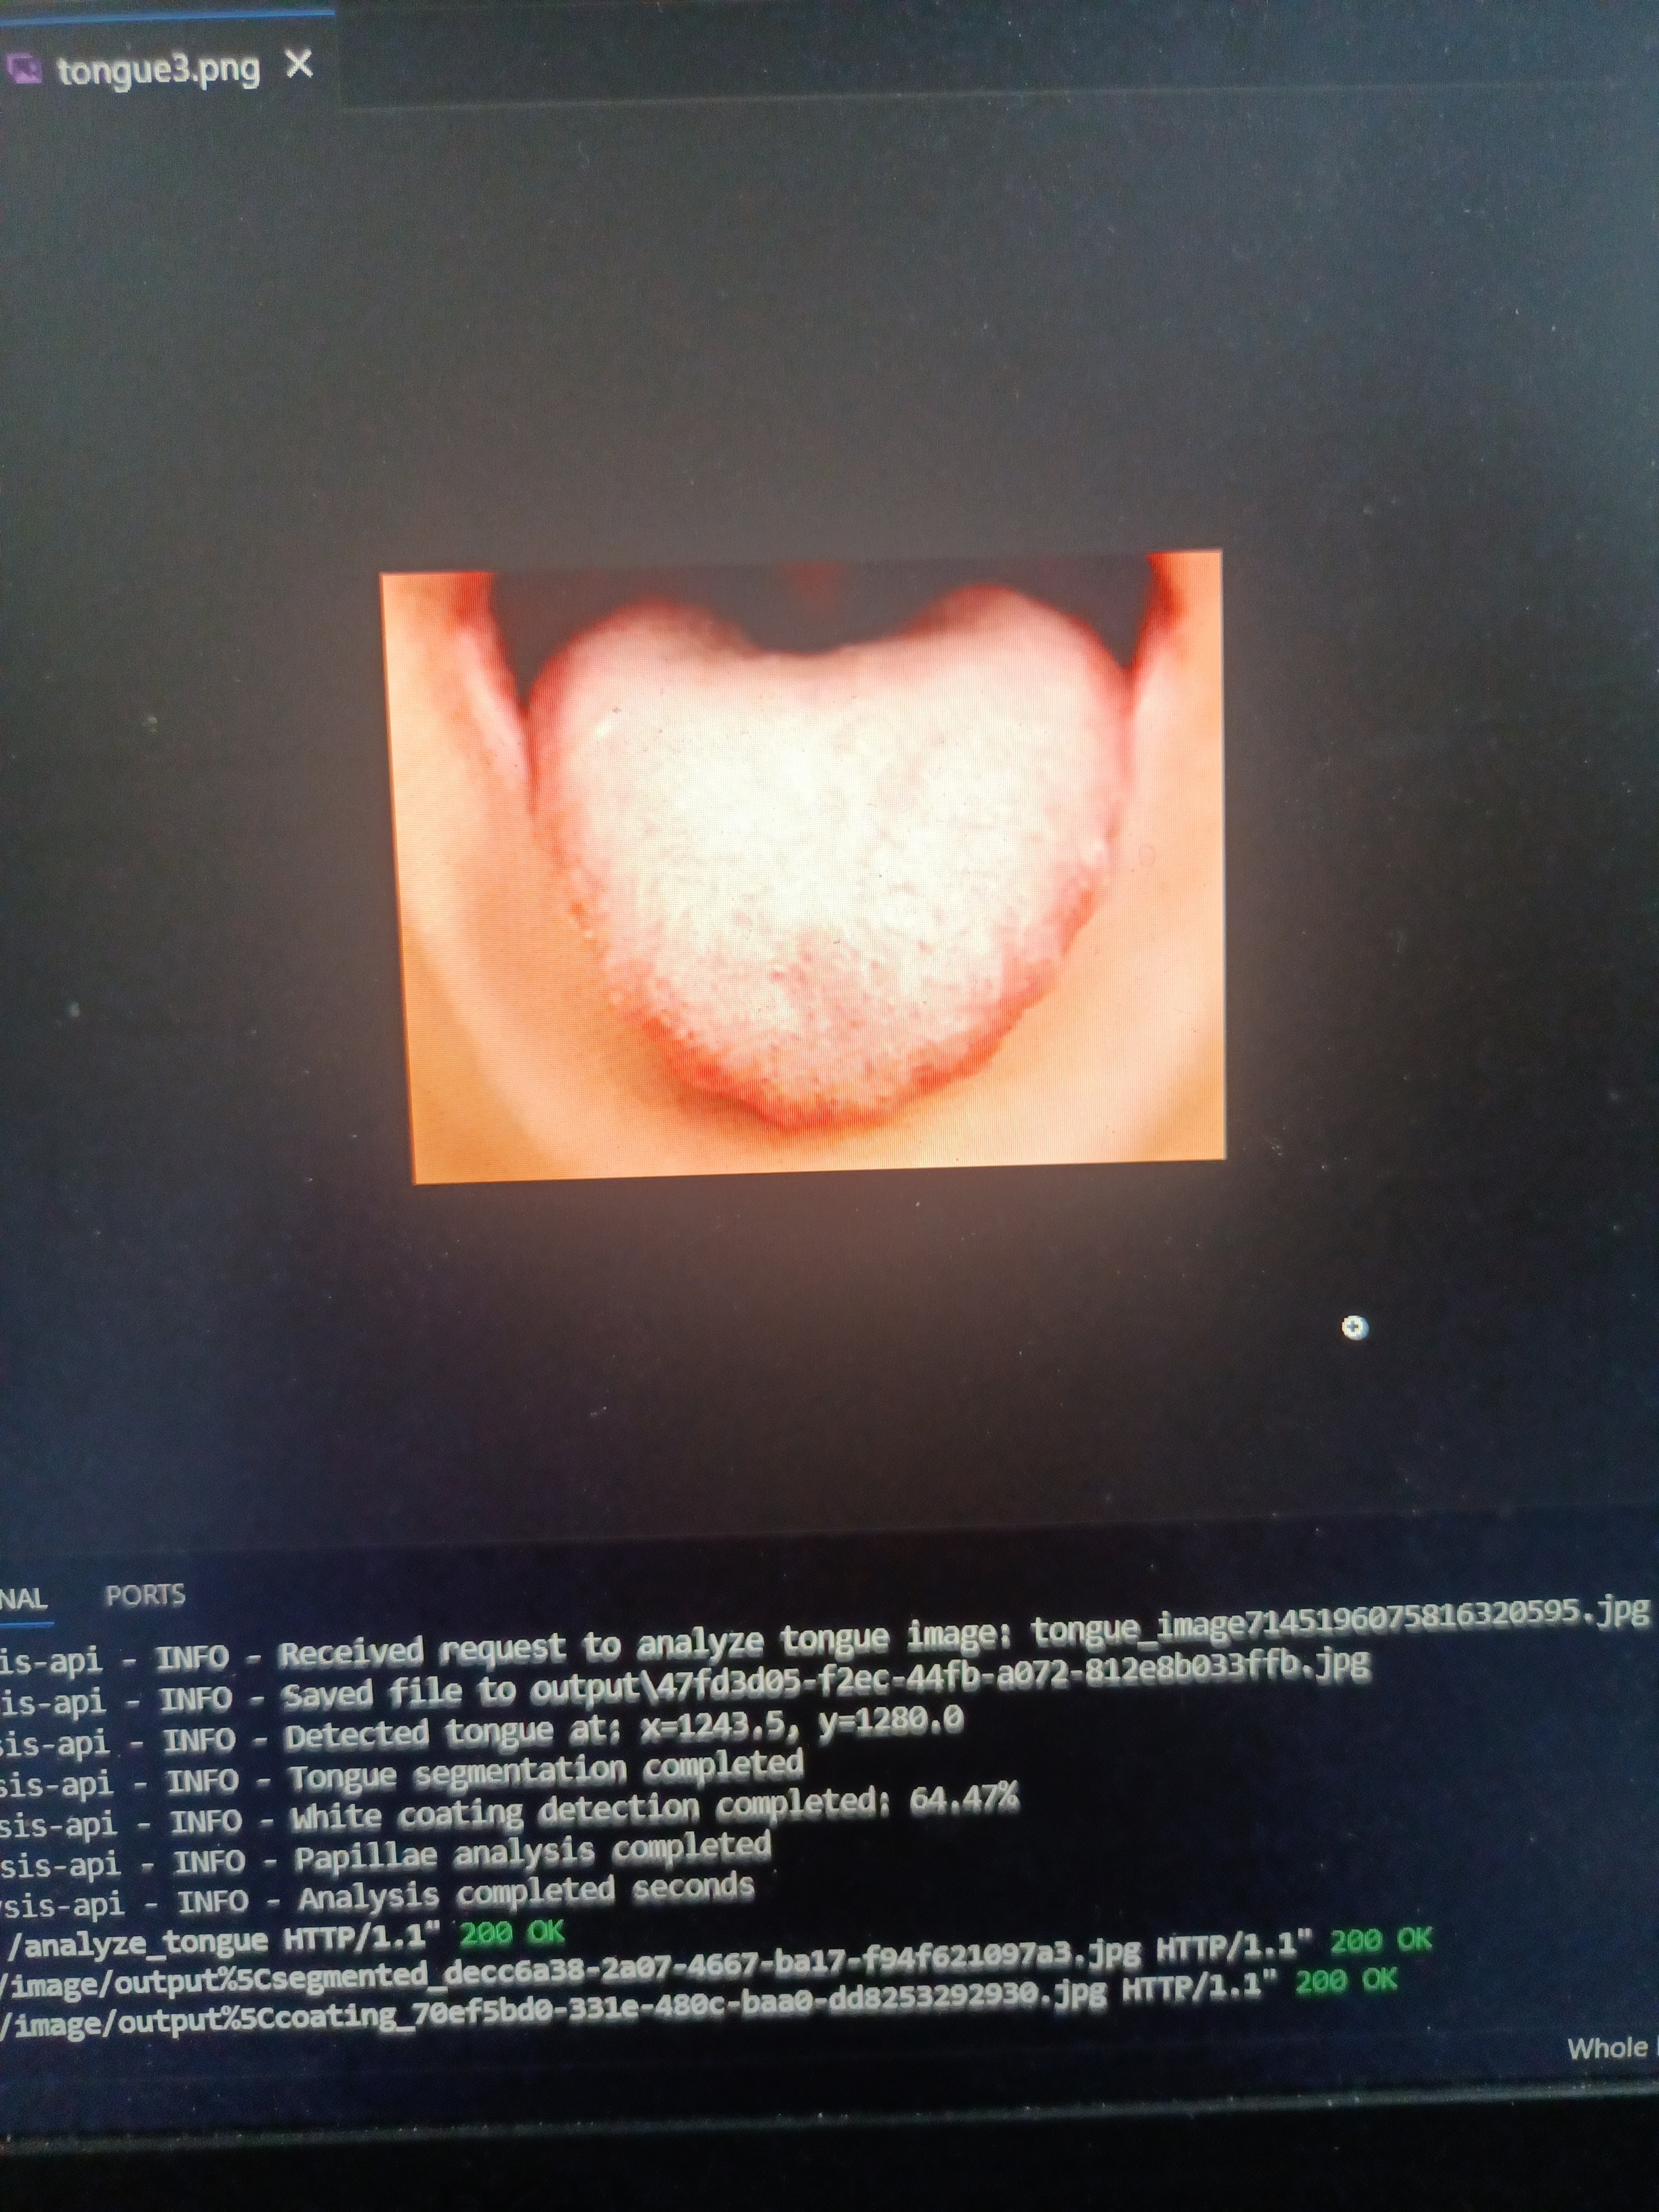 tongue3.png
NAL PORTS
is-api - INFO - Received request to analyze tongue image: tongue_image7145196075816320595.jpg
is-api - INFO - Saved file to output\47fd3d05-f2ec-44fb-a072-812e8b033ffb.jpg
sis-api - INFO - Detected tongue at: x=1243.5, y=1280.0
sis-api - INFO - Tongue segmentation completed
sis-api - INFO - White coating detection completed: 64.47%
sis-api - INFO - Papillae analysis completed
ysis-api - INFO - Analysis completed seconds
/analyze_tongue HTTP/1.1" 200 OK
/image/output%5Csegmented_decc6a38-2a07-4667-ba17-f94f621097a3.jpg HTTP/1.1" 200 OK
/image/output%5Ccoating_70ef5bd0-331e-480c-baa0-dd8253292930.jpg HTTP/1.1" 200 OK
Whole